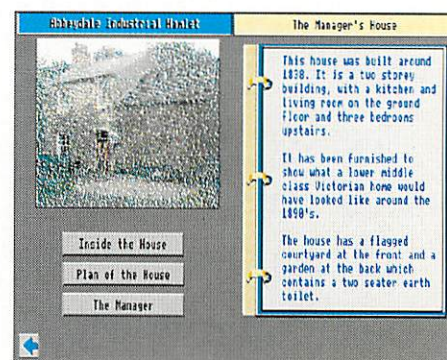 Abbeydale Industrial Hamlet
The Manager's House
This house was built around
1838. It is a two storey
building, with a kitchen and
living room on the ground
floor and three bedrooms
upstairs.
It has been furnished to
show what a lower middle
class Victorian home would
have looked like around the
1890's.
The house has a flagged
courtyard at the front and a
garden at the back which
contains a two seater earth
toilet.
Inside the House
Plan of the House
The Manager